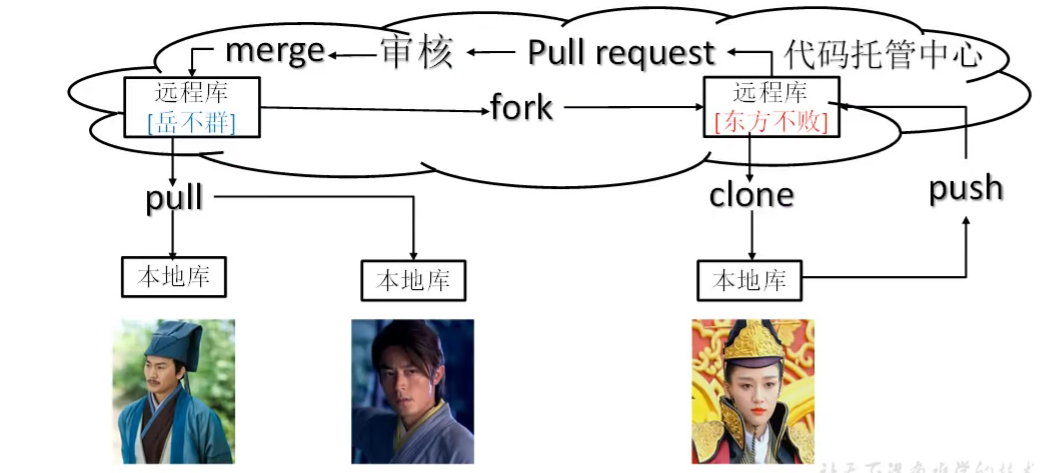 merge
审核
Pull request
代码托管中心
远程库
[岳不群]
fork
远程库
[东方不败]
pull
clone
push
本地库
本地库
本地库